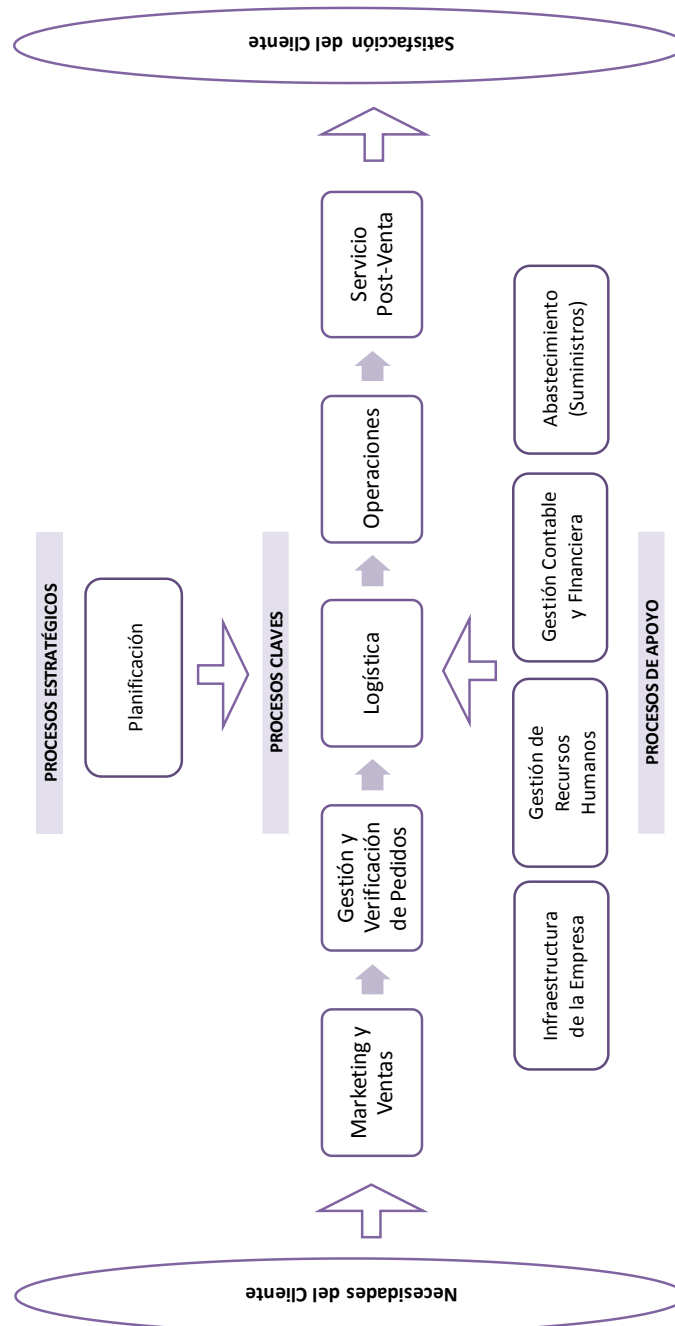 PROCESOS ESTRATÉGICOS
Planificación
PROCESOS CLAVES
Necesidades del Cliente
Marketing y
Ventas
Gestión y
Verificación
de Pedidos
Logística
Operaciones
Servicio
Post-Venta
Satisfacción del Cliente
Infraestructura
de la Empresa
Gestión de
Recursos
Humanos
Gestión Contable
y FInanciera
Abastecimiento
(Suministros)
PROCESOS DE APOYO